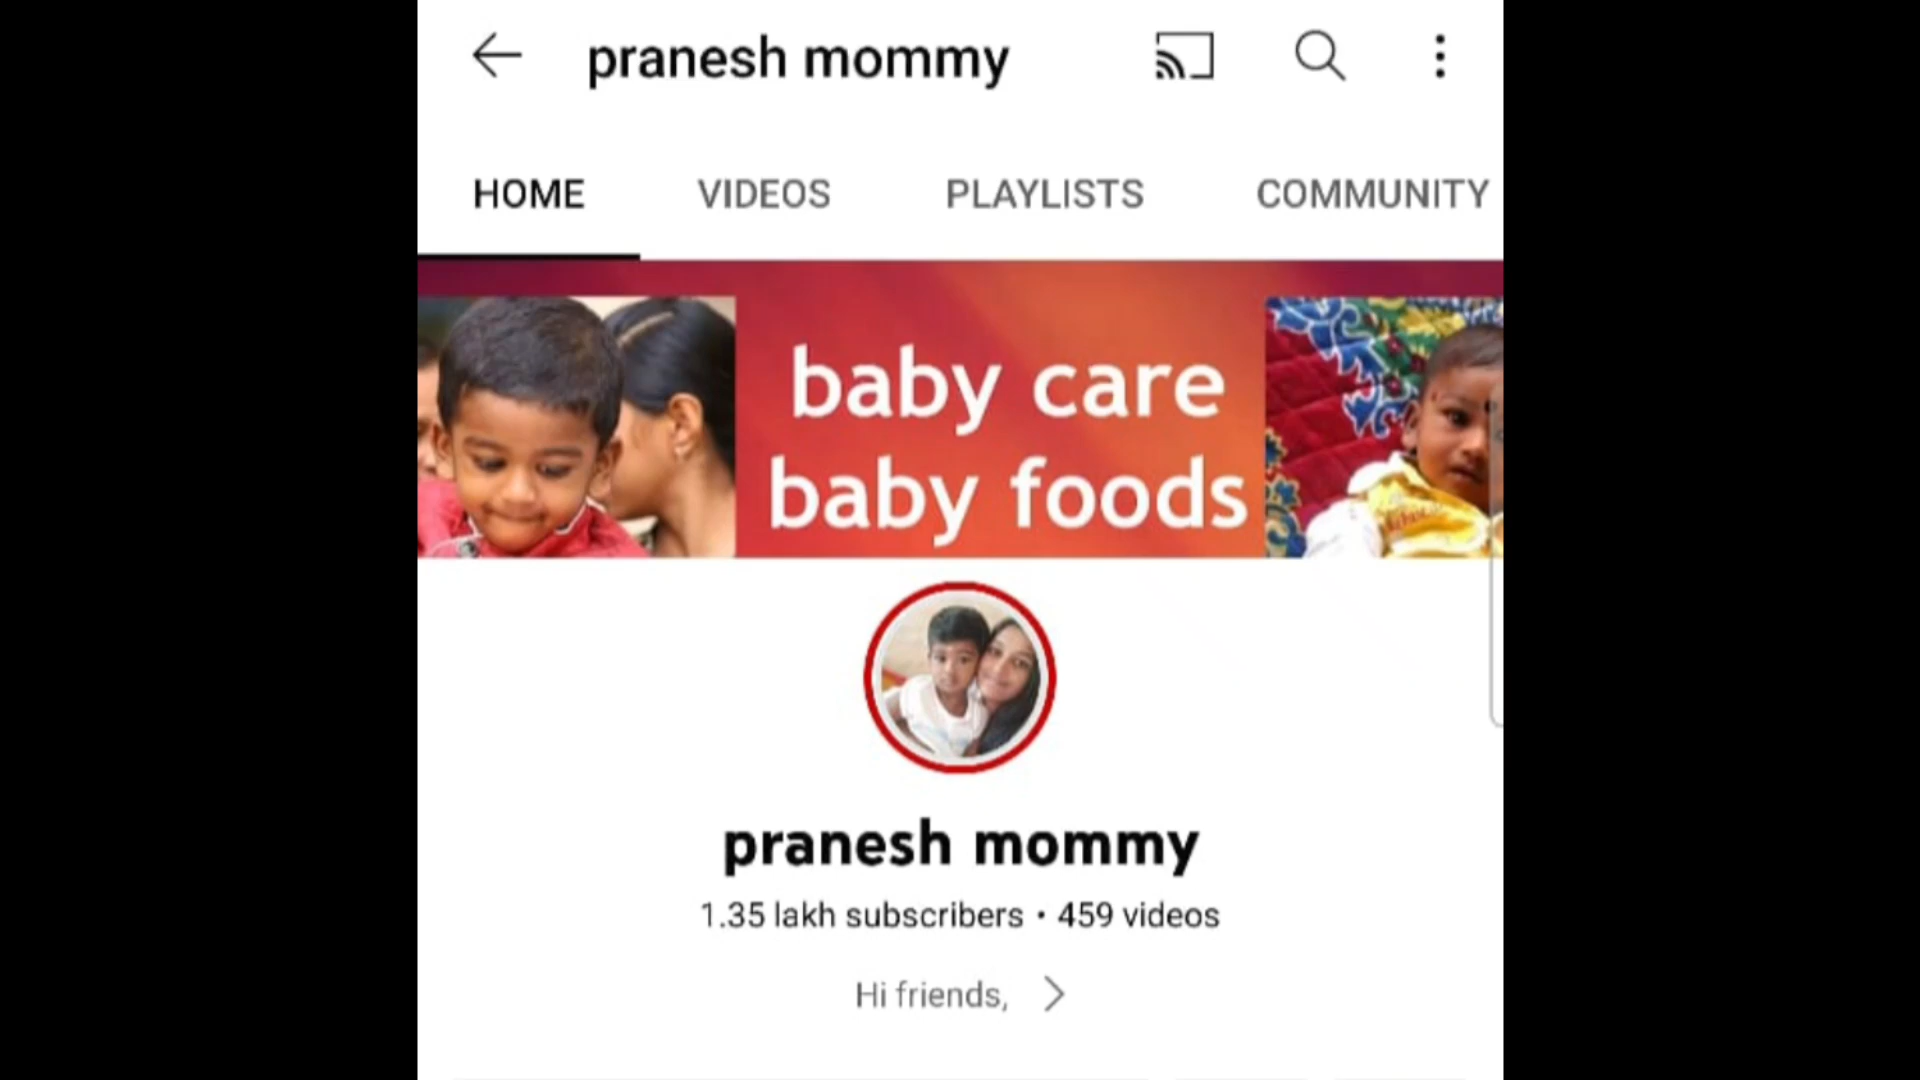 pranesh mommy
HOME VIDEOS PLAYLISTS COMMUNITY
baby care
baby foods
pranesh mommy
1.35 lakh subscribers • 459 videos
Hi friends,